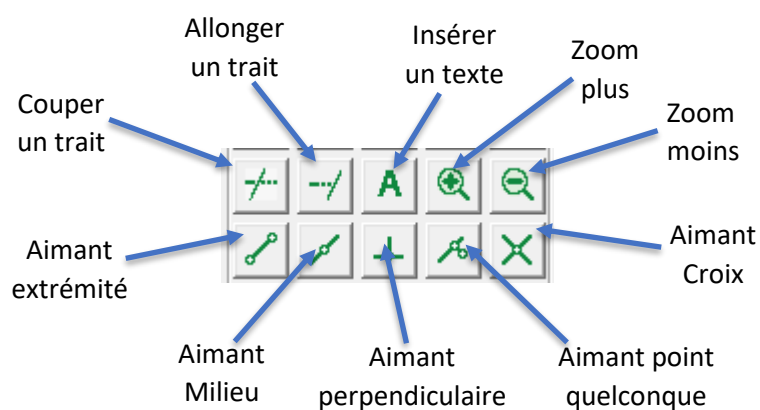 Allonger
un trait
Insérer
un texte
Zoom
plus
Couper
un trait
Zoom
moins
A
Aimant
extrémité
Aimant
Croix
Aimant
Milieu
Aimant
perpendiculaire
Aimant point
quelconque